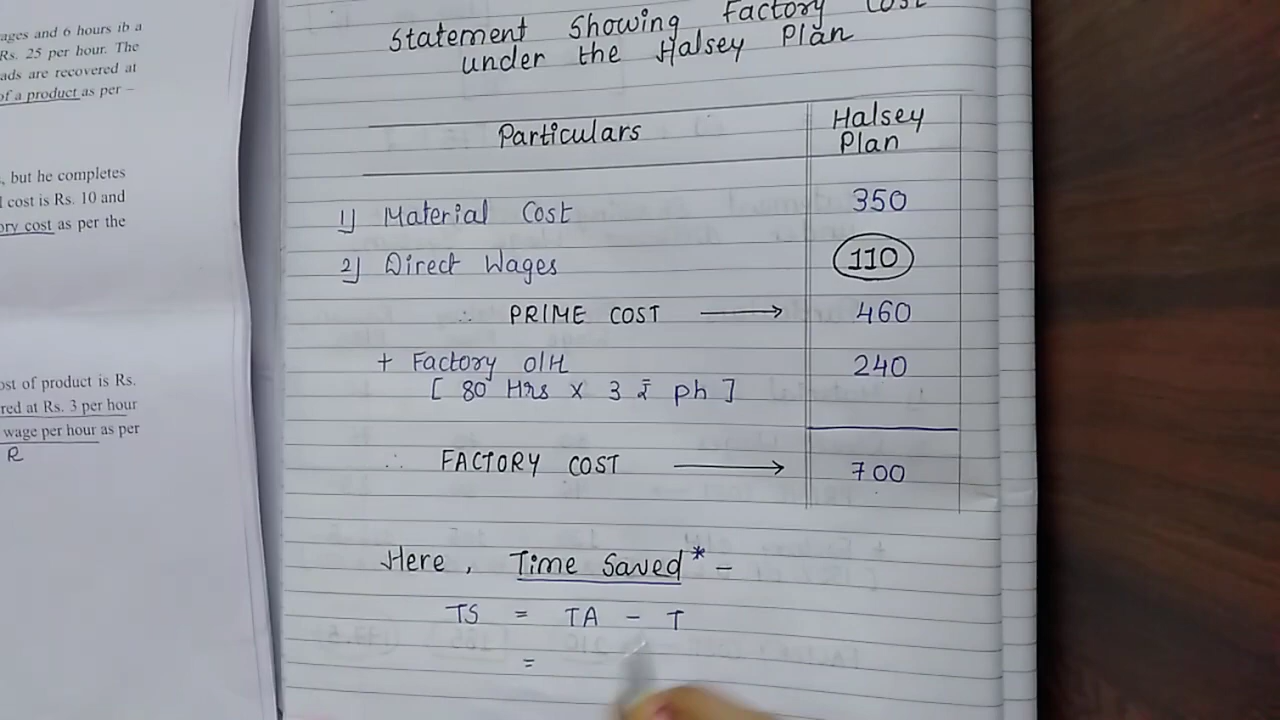 ages and 6 hours ib a
Rs. 25 per hour. The
ads are recovered at
of a product as per –
, but he completes
l cost is Rs. 10 and
ory cost as per the
ost of product is Rs.
red at Rs. 3 per hour
wage per hour as per
R
Statement Showing Factory Cost
under the Halsey Plan
Particulars
Halsey
Plan
1) Material Cost 350
2) Direct Wages 110
∴ PRIME COST → 460
+ Factory O/H 240
[ 80 Hrs × 3 ₹ ph ]
∴ FACTORY COST → 700
Here , Time Saved* –
TS = TA – T
=